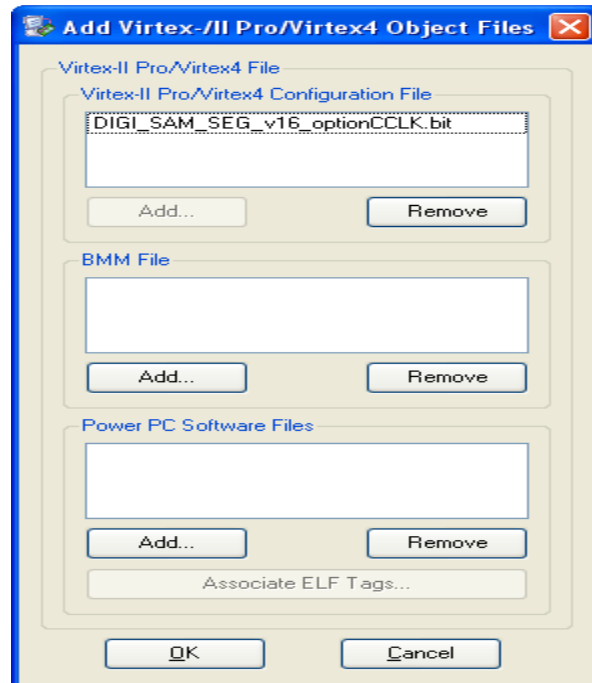 Add Virtex-/II Pro/Virtex4 Object Files
Virtex-II Pro/Virtex4 File
Virtex-II Pro/Virtex4 Configuration File
DIGI_SAM_SEG_v16_optionCCLK.bit
Add... Remove
BMM File
Add... Remove
Power PC Software Files
Add... Remove
Associate ELF Tags...
OK Cancel